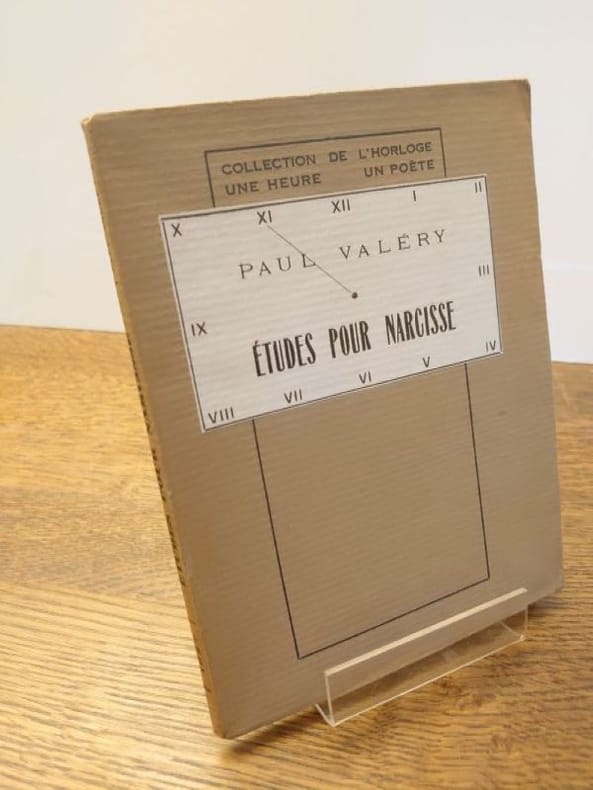 COLLECTION DE L'HORLOGE
UNE HEURE UN POÈTE
X XI XII I II
PAUL VALÉRY
III
IX
ÉTUDES POUR NARCISSE
VIII VII VI V IV